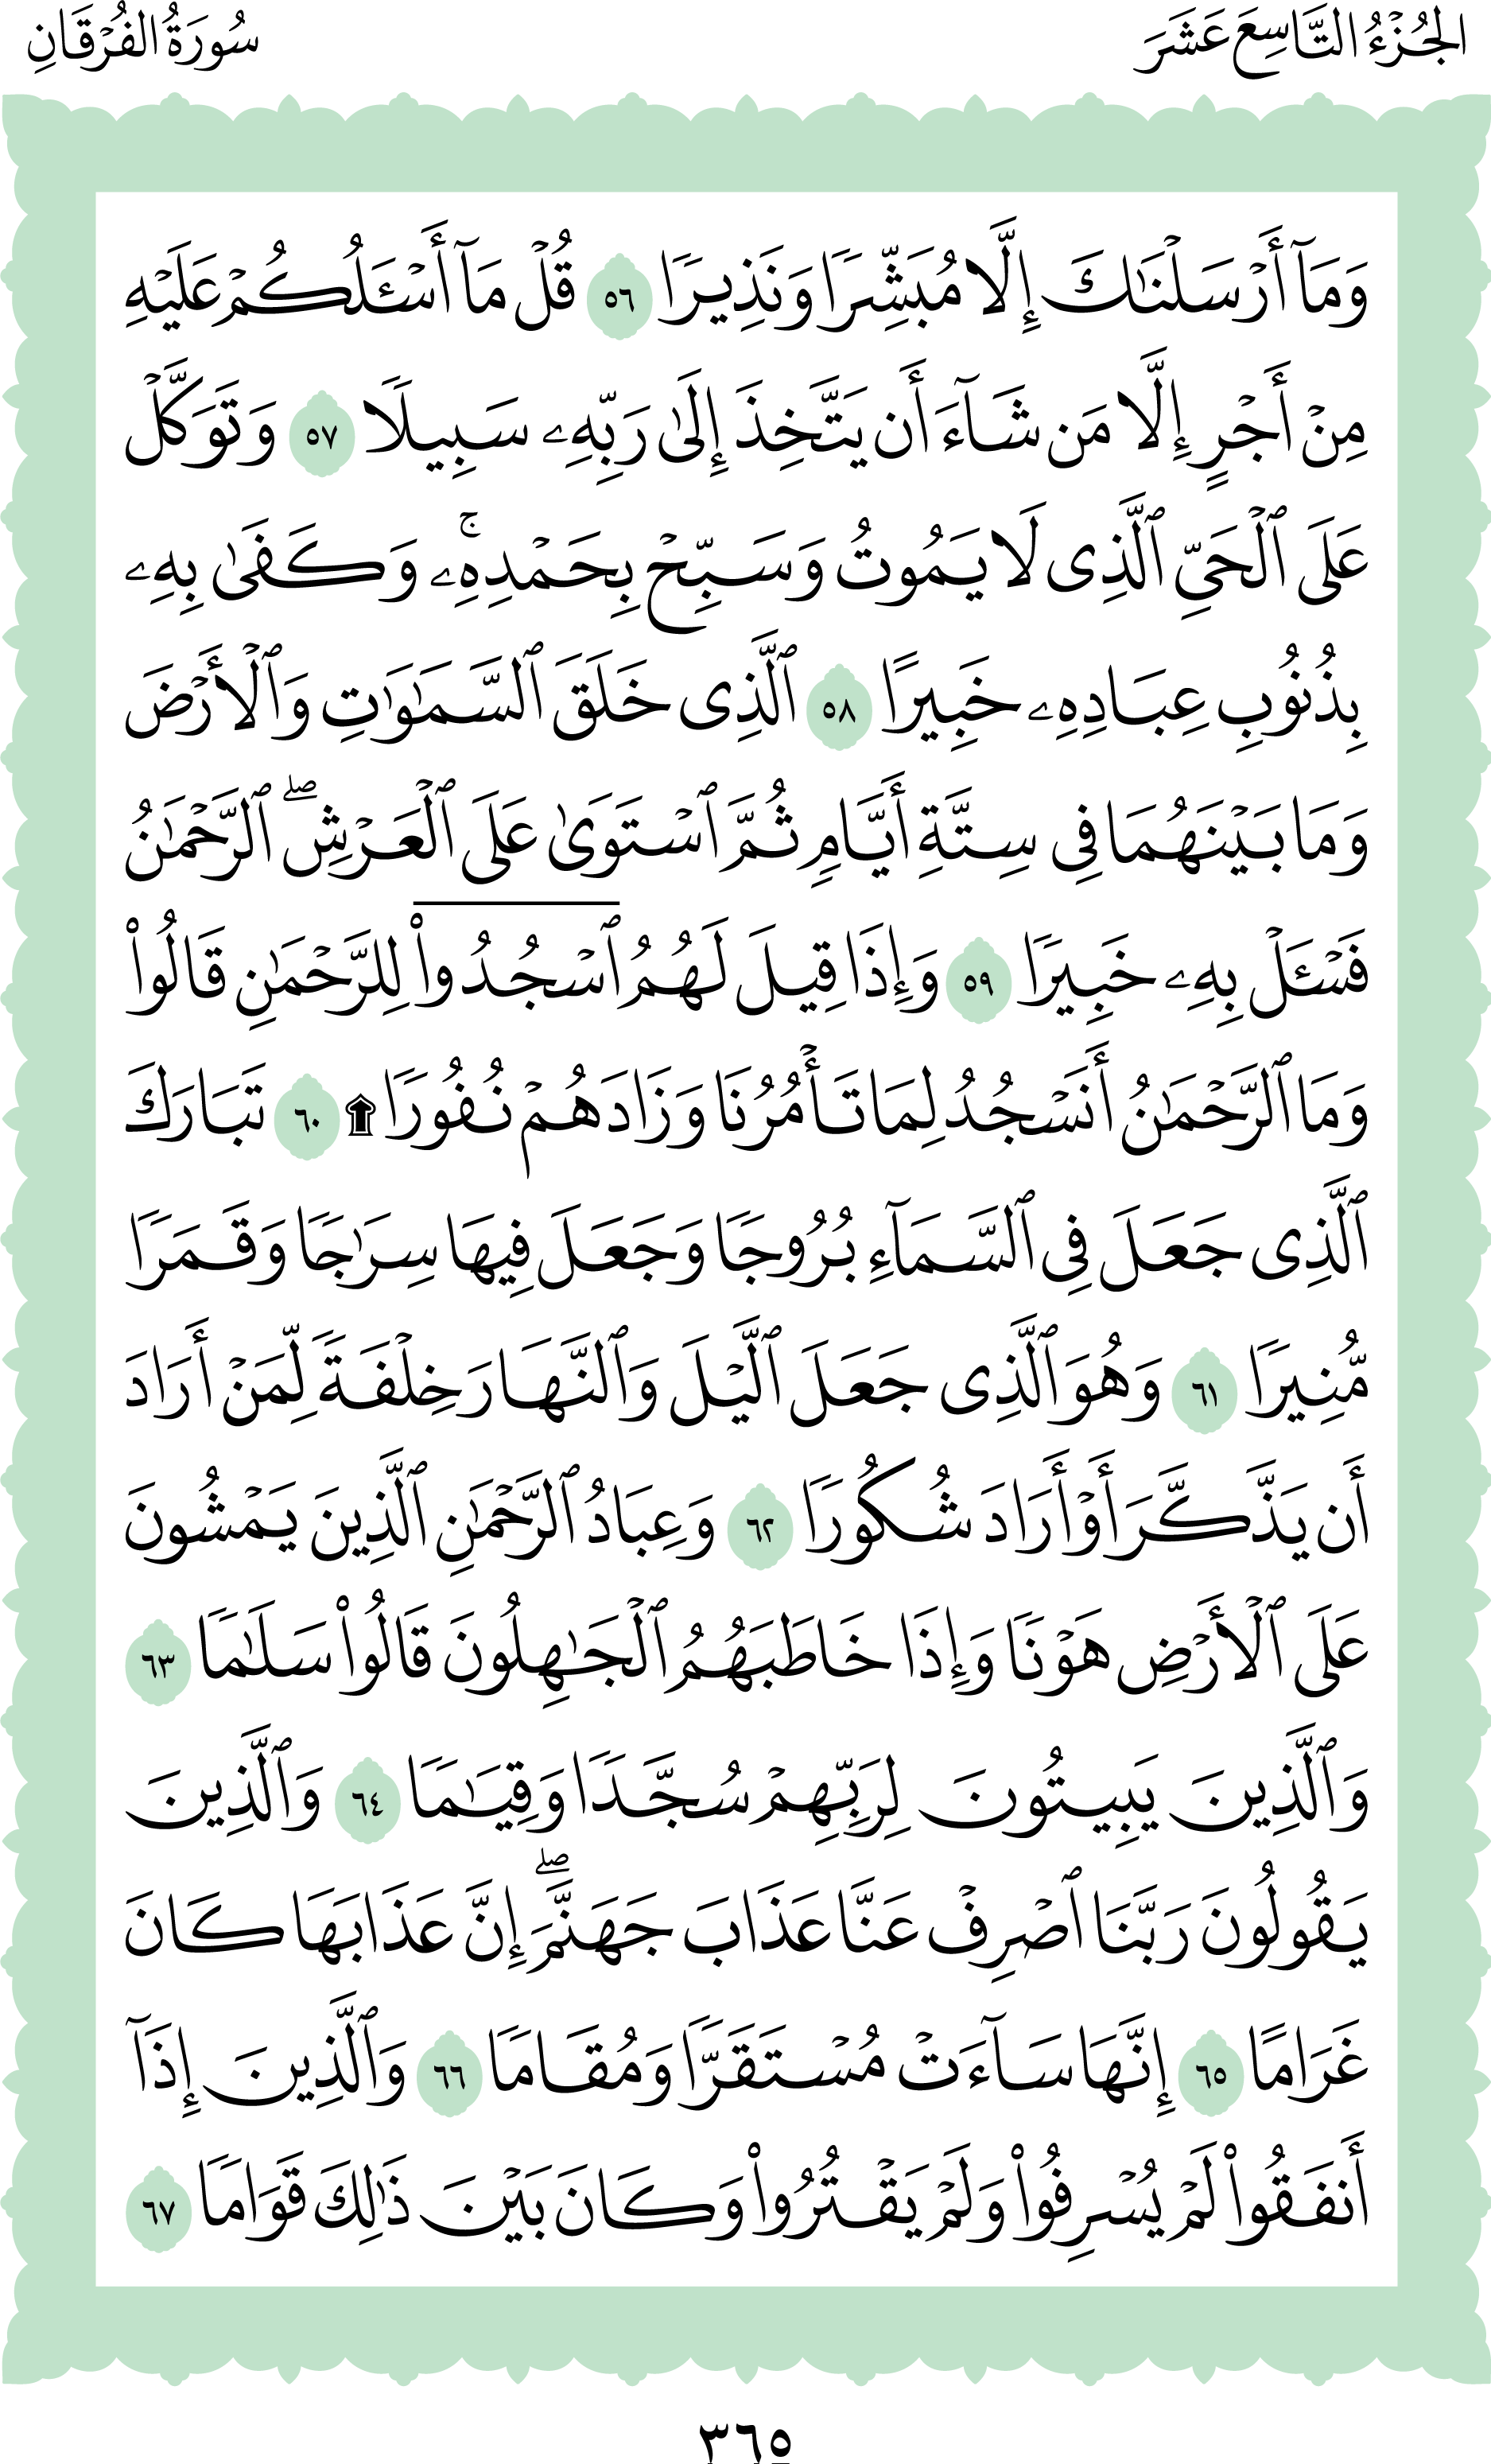 الجُزْءُ التَّاسِعَ عَشَرَ
سُورَةُ الفُرْقَانِ
وَمَآ أَرۡسَلۡنَٰكَ إِلَّا مُبَشِّرٗا وَنَذِيرٗا ٥٦ قُلۡ مَآ أَسۡـَٔلُكُمۡ عَلَيۡهِ
مِنۡ أَجۡرٍ إِلَّا مَن شَآءَ أَن يَتَّخِذَ إِلَىٰ رَبِّهِۦ سَبِيلٗا ٥٧ وَتَوَكَّلۡ
عَلَى ٱلۡحَيِّ ٱلَّذِي لَا يَمُوتُ وَسَبِّحۡ بِحَمۡدِهِۦۚ وَكَفَىٰ بِهِۦ
بِذُنُوبِ عِبَادِهِۦ خَبِيرًا ٥٨ ٱلَّذِي خَلَقَ ٱلسَّمَٰوَٰتِ وَٱلۡأَرۡضَ
وَمَا بَيۡنَهُمَا فِي سِتَّةِ أَيَّامٖ ثُمَّ ٱسۡتَوَىٰ عَلَى ٱلۡعَرۡشِۖ ٱلرَّحۡمَٰنُ
فَسۡـَٔلۡ بِهِۦ خَبِيرٗا ٥٩ وَإِذَا قِيلَ لَهُمُ ٱسۡجُدُواْ لِلرَّحۡمَٰنِ قَالُواْ
وَمَا ٱلرَّحۡمَٰنُ أَنَسۡجُدُ لِمَا تَأۡمُرُنَا وَزَادَهُمۡ نُفُورٗا ۩ ٦٠ تَبَارَكَ
ٱلَّذِي جَعَلَ فِي ٱلسَّمَآءِ بُرُوجٗا وَجَعَلَ فِيهَا سِرَٰجٗا وَقَمَرٗا
مُّنِيرٗا ٦١ وَهُوَ ٱلَّذِي جَعَلَ ٱلَّيۡلَ وَٱلنَّهَارَ خِلۡفَةٗ لِّمَنۡ أَرَادَ
أَن يَذَّكَّرَ أَوۡ أَرَادَ شُكُورٗا ٦٢ وَعِبَادُ ٱلرَّحۡمَٰنِ ٱلَّذِينَ يَمۡشُونَ
عَلَى ٱلۡأَرۡضِ هَوۡنٗا وَإِذَا خَاطَبَهُمُ ٱلۡجَٰهِلُونَ قَالُواْ سَلَٰمٗا ٦٣
وَٱلَّذِينَ يَبِيتُونَ لِرَبِّهِمۡ سُجَّدٗا وَقِيَٰمٗا ٦٤ وَٱلَّذِينَ
يَقُولُونَ رَبَّنَا ٱصۡرِفۡ عَنَّا عَذَابَ جَهَنَّمَۖ إِنَّ عَذَابَهَا كَانَ
غَرَامًا ٦٥ إِنَّهَا سَآءَتۡ مُسۡتَقَرّٗا وَمُقَامٗا ٦٦ وَٱلَّذِينَ إِذَآ
أَنفَقُواْ لَمۡ يُسۡرِفُواْ وَلَمۡ يَقۡتُرُواْ وَكَانَ بَيۡنَ ذَٰلِكَ قَوَامٗا ٦٧
٣٦٥